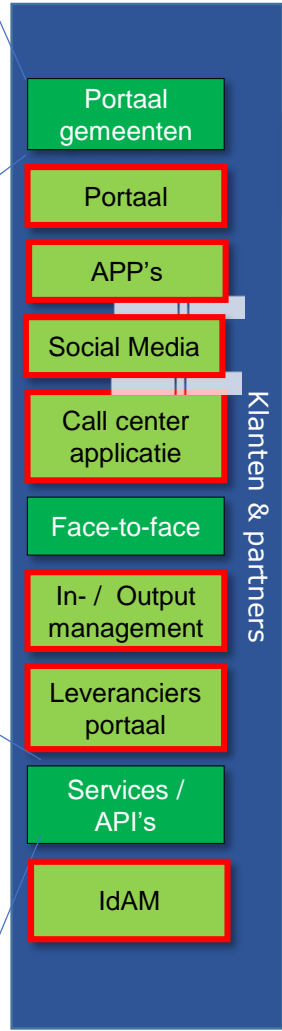 Portaal
gemeenten
Portaal
APP's
Social Media
Call center
applicatie
Face-to-face
In- / Output
management
Leveranciers
portaal
Services /
API's
IdAM
Klanten & partners